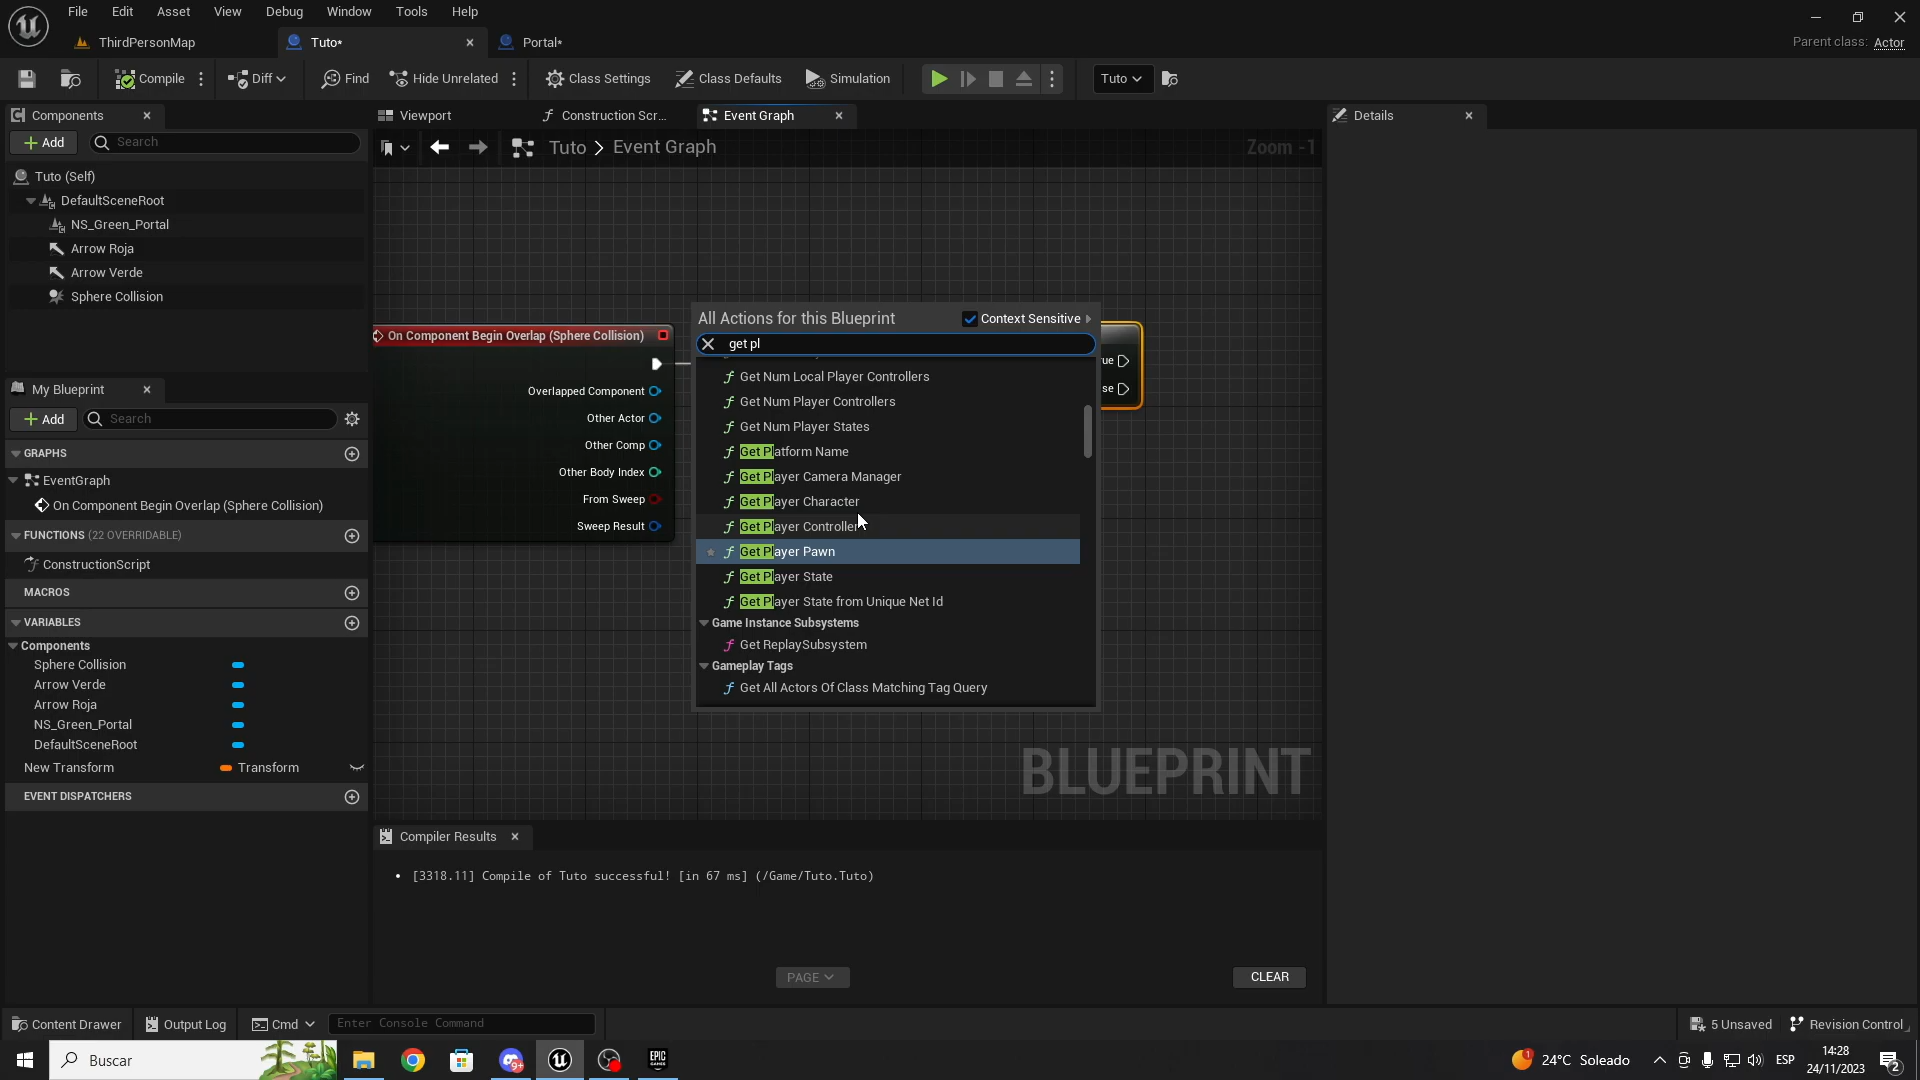 File Edit Asset View Debug Window Tools Help
ThirdPersonMap Tuto* Portal* Parent class: Actor
Compile Diff Find Hide Unrelated Class Settings Class Defaults Simulation Tuto
Components Viewport Construction Scr... Event Graph Details
Add Search Tuto Event Graph Zoom -1
Tuto (Self)
DefaultSceneRoot
NS_Green_Portal
Arrow Roja
Arrow Verde
Sphere Collision
My Blueprint
Add Search
GRAPHS
EventGraph
On Component Begin Overlap (Sphere Collision)
FUNCTIONS (22 OVERRIDABLE)
ConstructionScript
MACROS
VARIABLES
Components
Sphere Collision
Arrow Verde
Arrow Roja
NS_Green_Portal
DefaultSceneRoot
New Transform Transform
EVENT DISPATCHERS
On Component Begin Overlap (Sphere Collision)
Overlapped Component
Other Actor
Other Comp
Other Body Index
From Sweep
Sweep Result
All Actions for this Blueprint Context Sensitive
get pl
Get Num Local Player Controllers
Get Num Player Controllers
Get Num Player States
Get Platform Name
Get Player Camera Manager
Get Player Character
Get Player Controller
Get Player Pawn
Get Player State
Get Player State from Unique Net Id
Game Instance Subsystems
Get ReplaySubsystem
Gameplay Tags
Get All Actors Of Class Matching Tag Query
ue
se
BLUEPRINT
Compiler Results
• [3318.11] Compile of Tuto successful! [in 67 ms] (/Game/Tuto.Tuto)
PAGE CLEAR
Content Drawer Output Log Cmd Enter Console Command 5 Unsaved Revision Control
Buscar 9+ EPIC GAMES 1 24°C Soleado ESP 14:28
24/11/2023 2